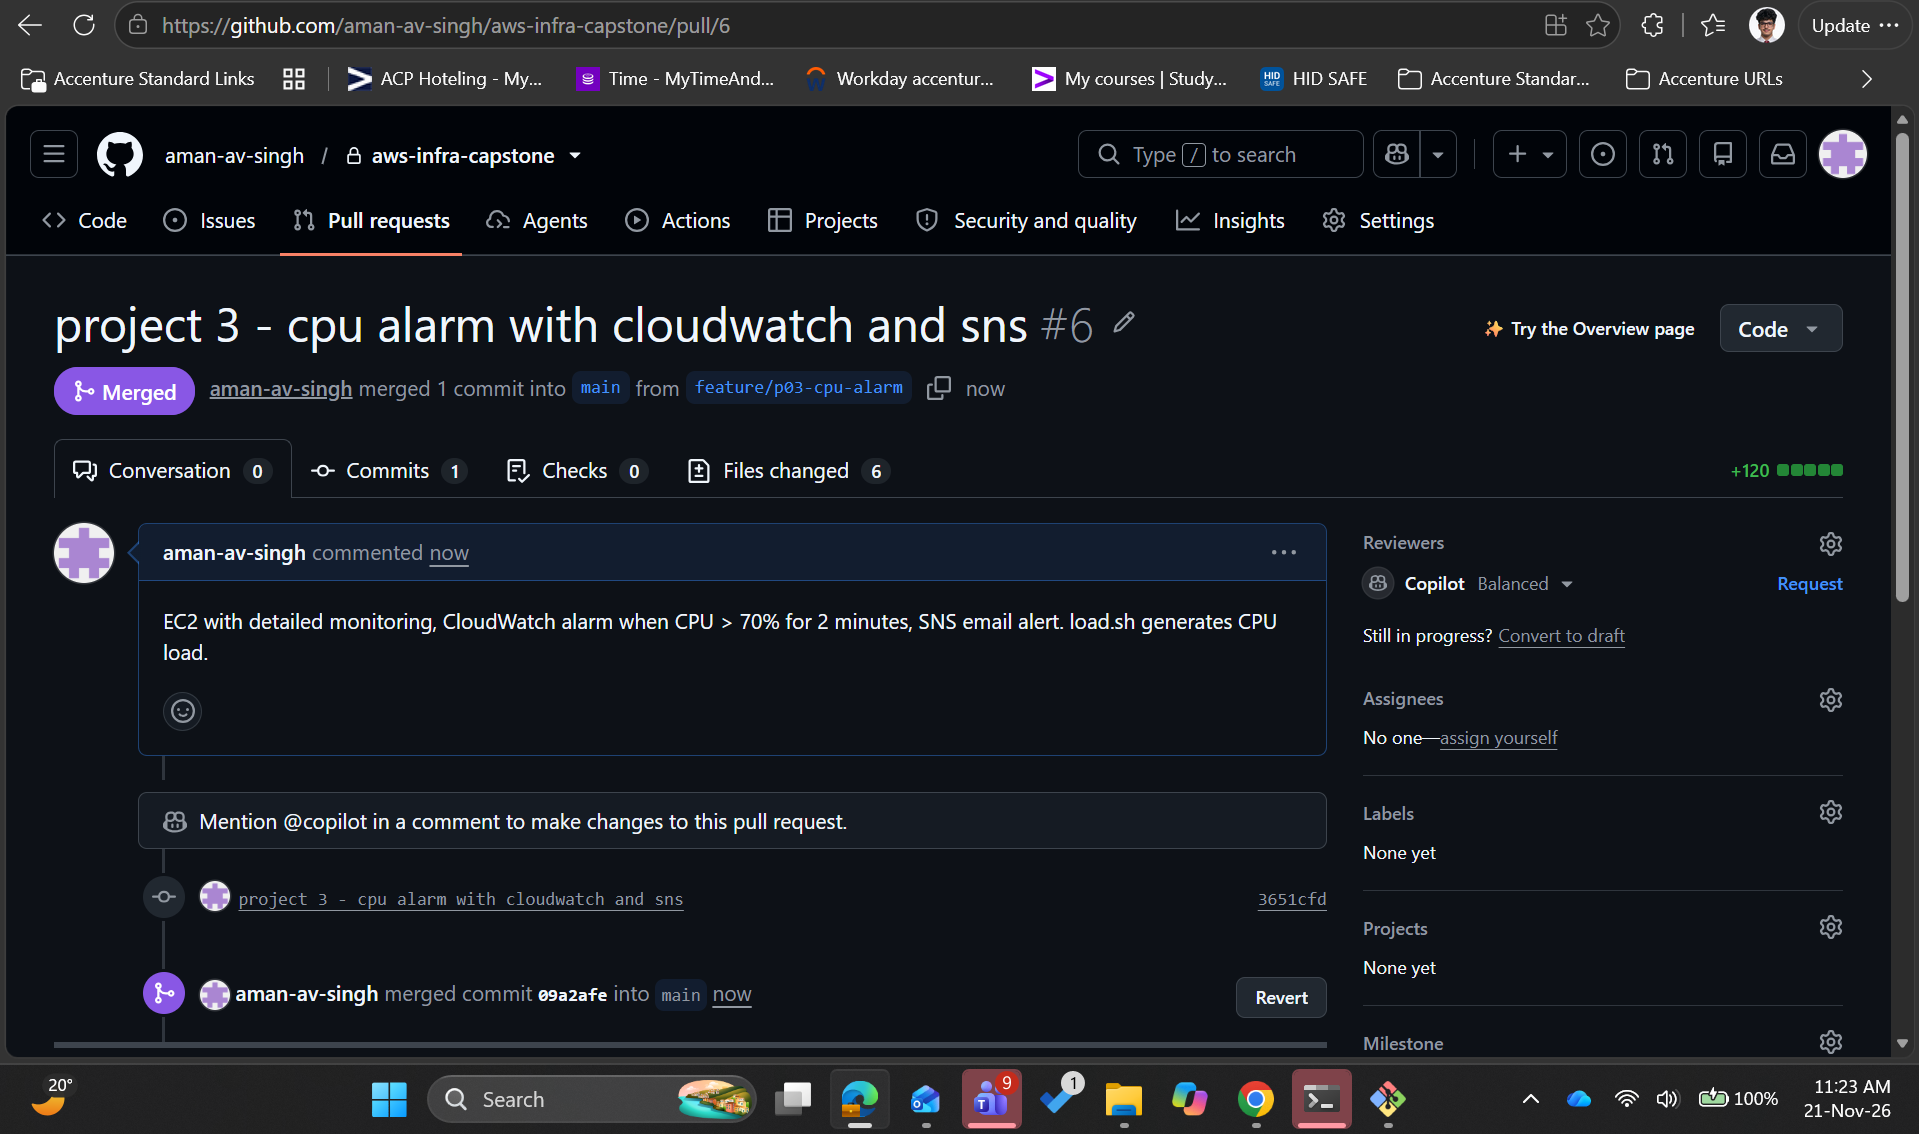 https://github.com/aman-av-singh/aws-infra-capstone/pull/6
Update
Accenture Standard Links
ACP Hoteling - My...
Time - MyTimeAnd...
Workday accentur...
My courses | Study...
HID SAFE
HID SAFE
Accenture Standar...
Accenture URLs
aman-av-singh / aws-infra-capstone
Type / to search
Code
Issues
Pull requests
Agents
Actions
Projects
Security and quality
Insights
Settings
project 3 - cpu alarm with cloudwatch and sns #6
Try the Overview page
Code
Merged
aman-av-singh merged 1 commit into main from feature/p03-cpu-alarm now
Conversation 0
Commits 1
Checks 0
Files changed 6
+120
aman-av-singh commented now
EC2 with detailed monitoring, CloudWatch alarm when CPU > 70% for 2 minutes, SNS email alert. load.sh generates CPU
load.
Mention @copilot in a comment to make changes to this pull request.
project 3 - cpu alarm with cloudwatch and sns
3651cfd
aman-av-singh merged commit 09a2afe into main now
Revert
Reviewers
Copilot Balanced
Request
Still in progress? Convert to draft
Assignees
No one—assign yourself
Labels
None yet
Projects
None yet
Milestone
20°
Search
T
9
1
100%
11:23 AM
21-Nov-26